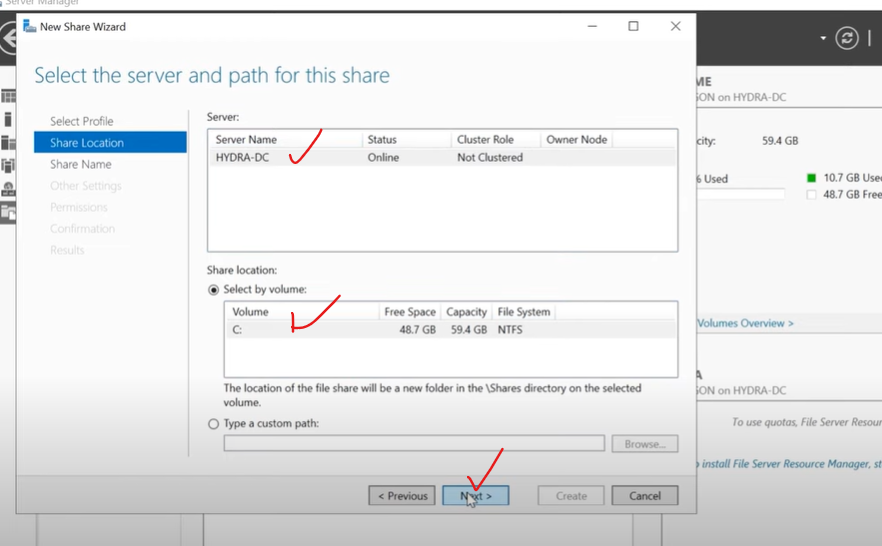 Server Manager
New Share Wizard
Select the server and path for this share
Select Profile
Share Location
Share Name
Other Settings
Permissions
Confirmation
Results
Server:
Server Name Status Cluster Role Owner Node
HYDRA-DC Online Not Clustered
Share location:
Select by volume:
Volume Free Space Capacity File System
C: 48.7 GB 59.4 GB NTFS
The location of the file share will be a new folder in the \Shares directory on the selected
volume.
Type a custom path:
Browse...
< Previous Next > Create Cancel
ME
SON on HYDRA-DC
city: 59.4 GB
% Used 10.7 GB Used
48.7 GB Free
Volumes Overview >
A
SON on HYDRA-DC
To use quotas, File Server Resour
install File Server Resource Manager, st